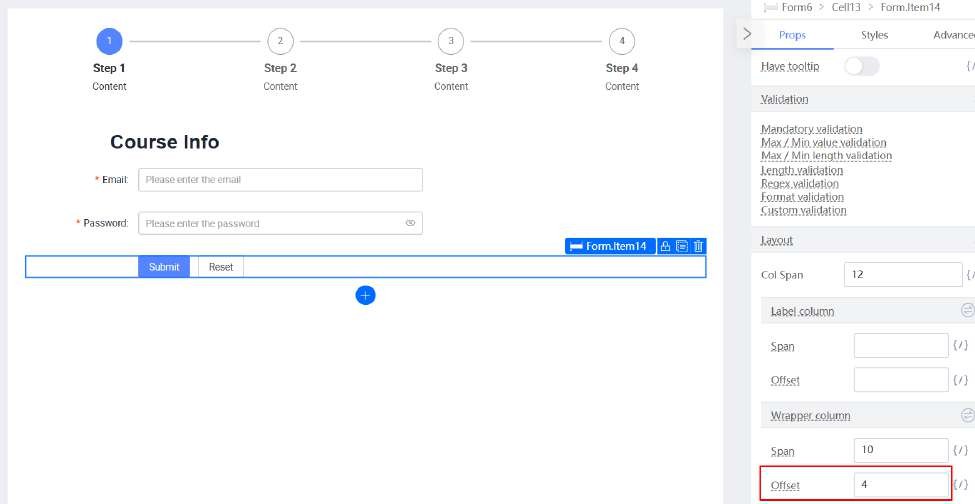 Form6 > Cell13 > Form.Item14
Props Styles Advance
1 2 3 4
Step 1 Step 2 Step 3 Step 4
Content Content Content Content
Have tooltip
Validation
Mandatory validation
Max / Min value validation
Max / Min length validation
Length validation
Regex validation
Format validation
Custom validation
Course Info
* Email: Please enter the email
* Password: Please enter the password
Form.Item14
Submit Reset
Layout
Col Span 12 {/
Label column
Span {/}
Offset {/}
Wrapper column
Span 10 {/}
Offset 4 {/}